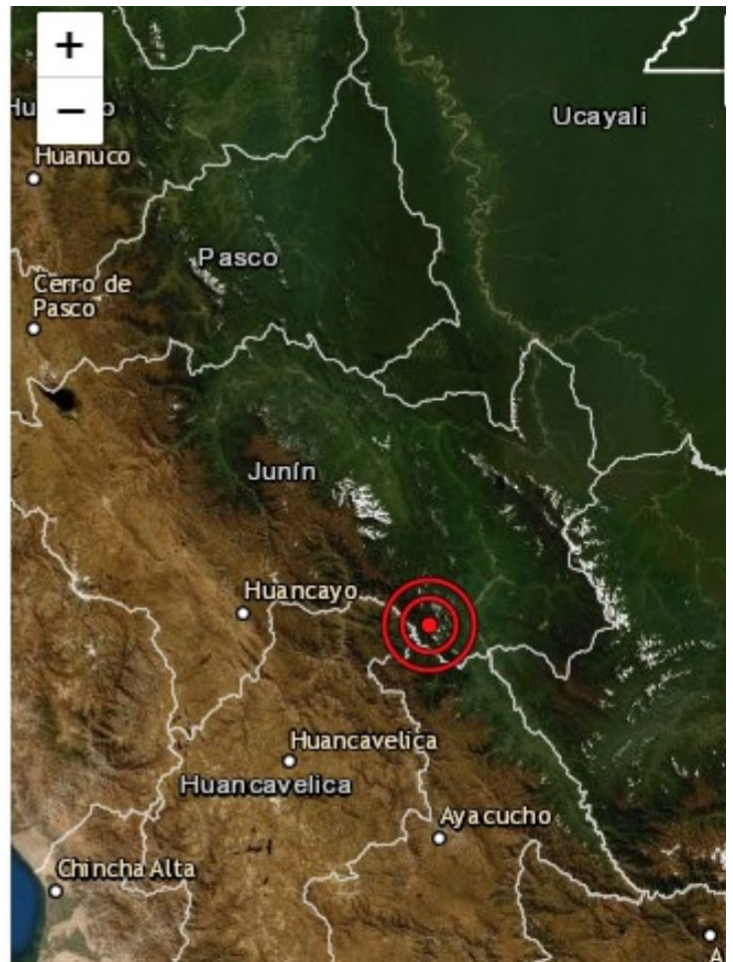 +
−
Ucayali
Huanuco
Pasco
Cerro de
Pasco
Junín
Huancayo
Huancavelica
Huancavelica
Ayacucho
Chincha Alta